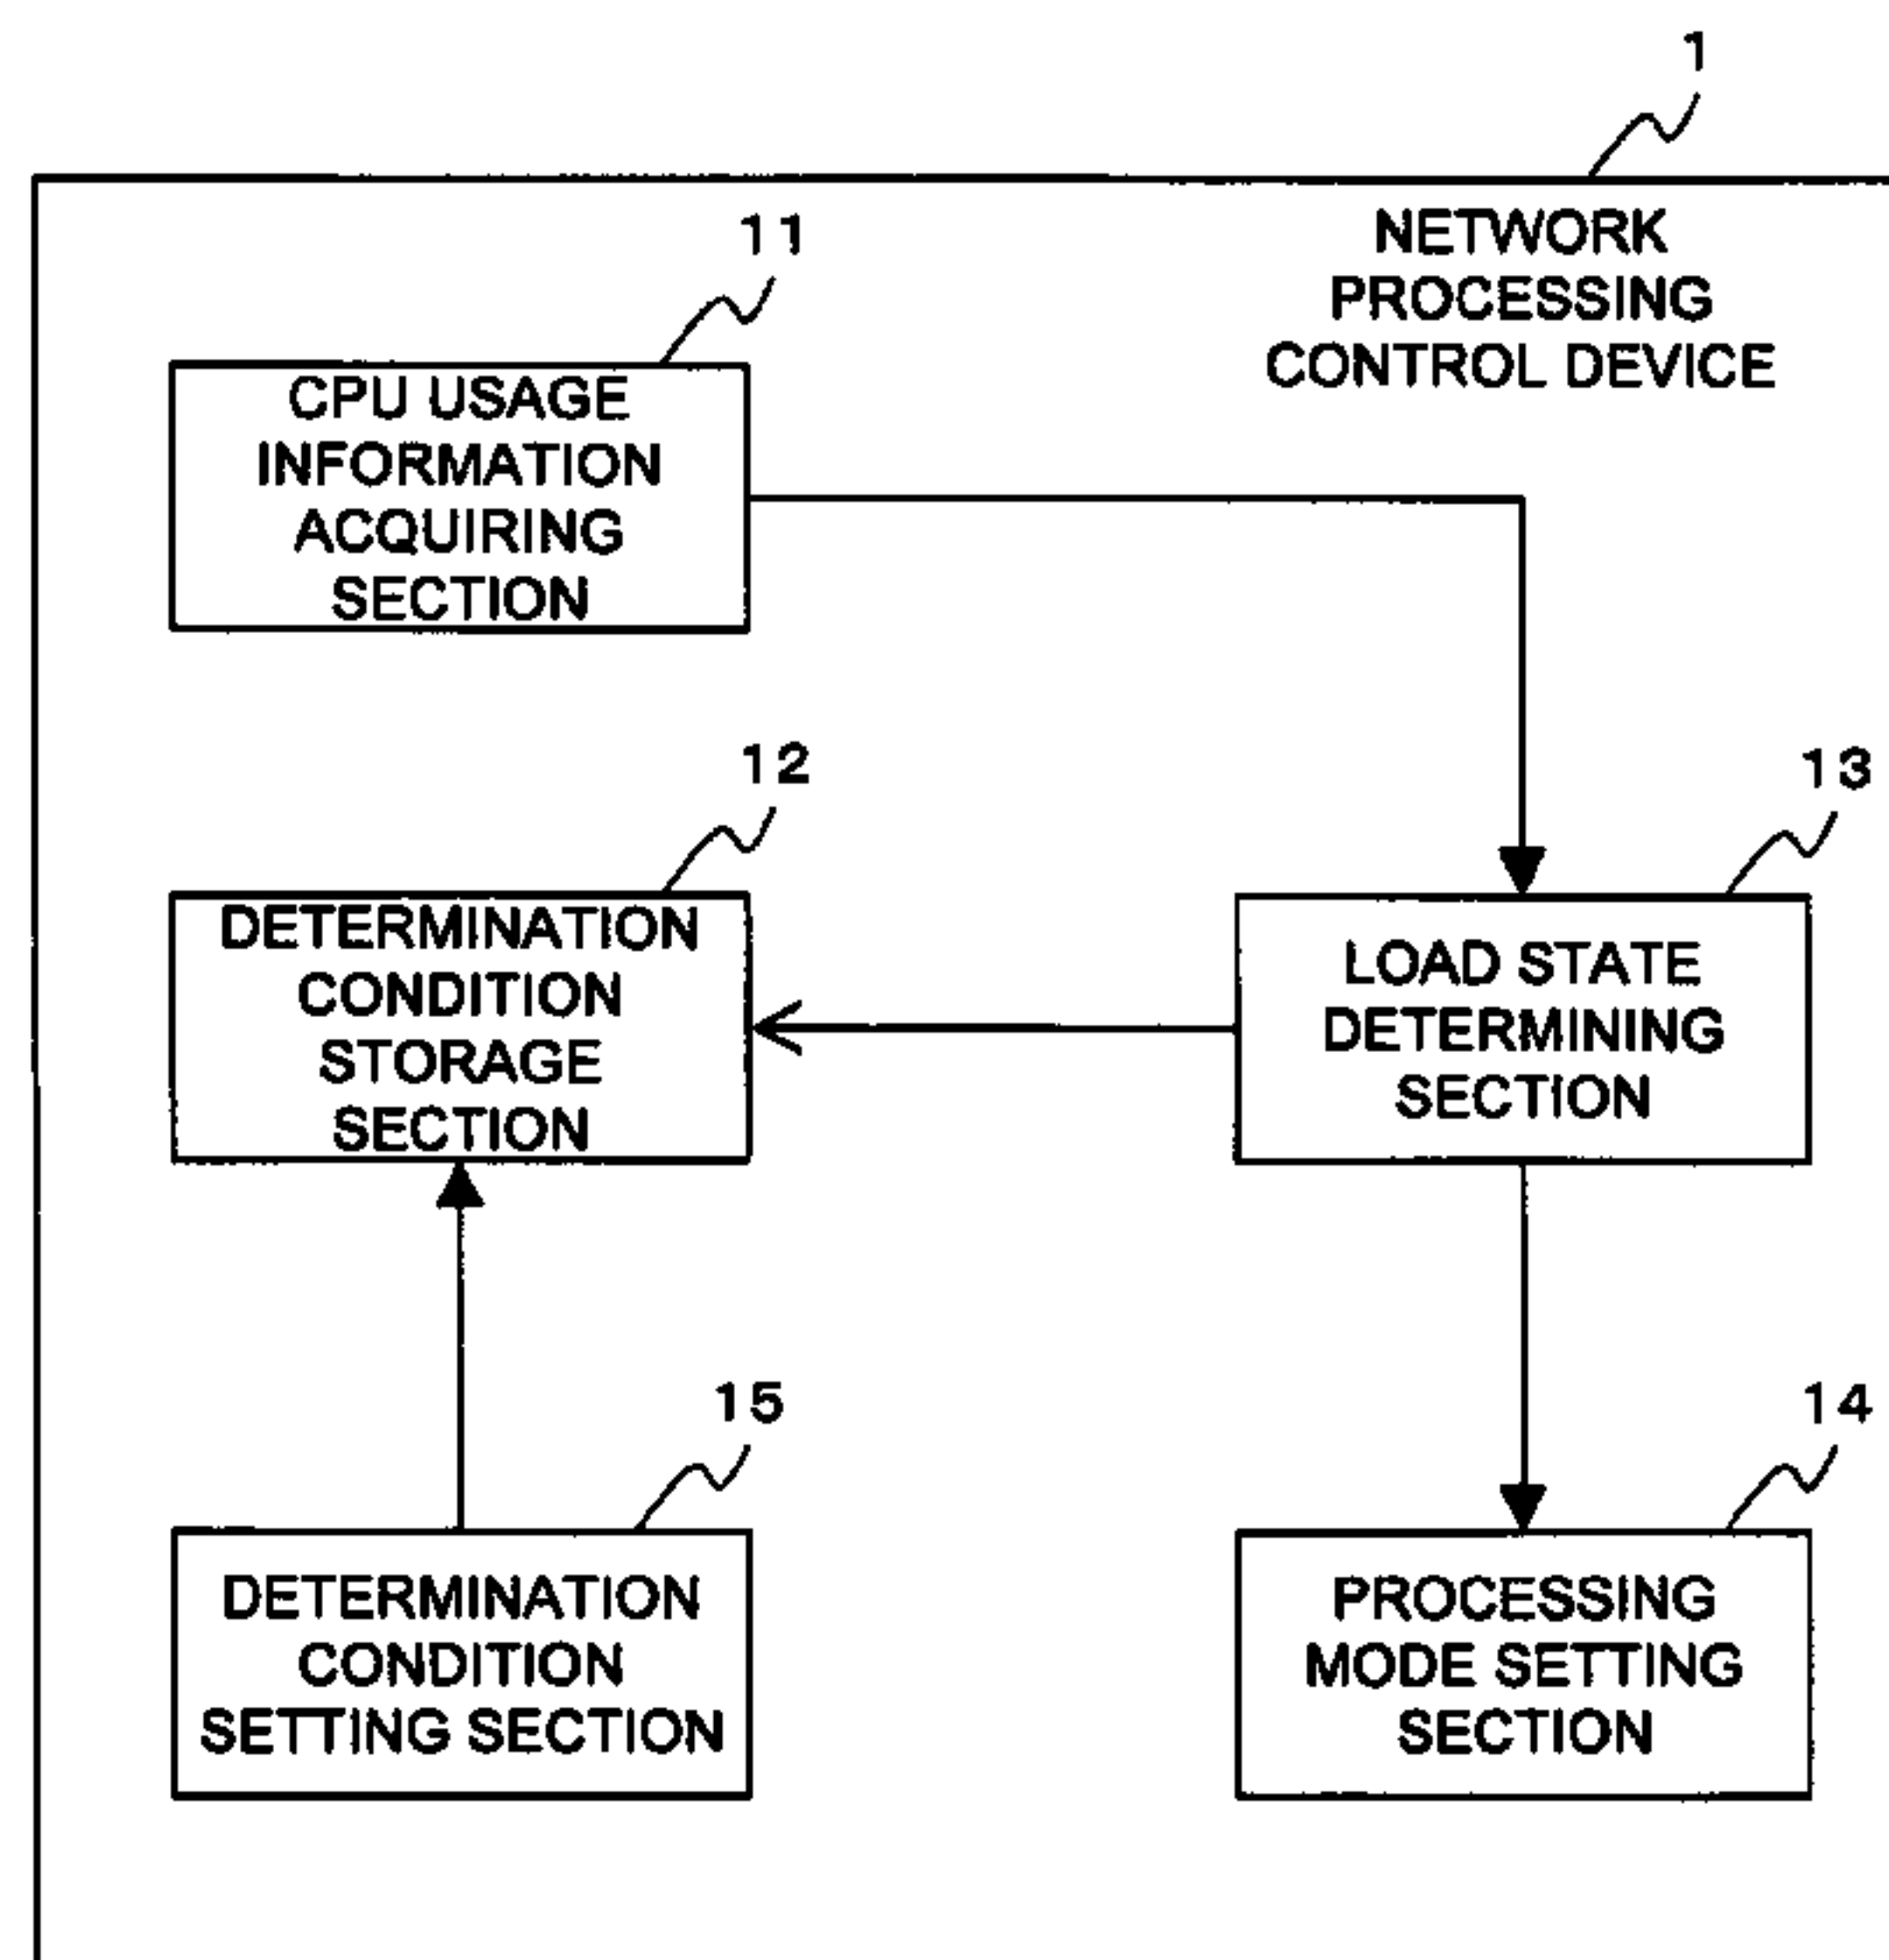 1
NETWORK
PROCESSING
CONTROL DEVICE
11
CPU USAGE
INFORMATION
ACQUIRING
SECTION
12
DETERMINATION
CONDITION
STORAGE
SECTION
13
LOAD STATE
DETERMINING
SECTION
15
DETERMINATION
CONDITION
SETTING SECTION
14
PROCESSING
MODE SETTING
SECTION